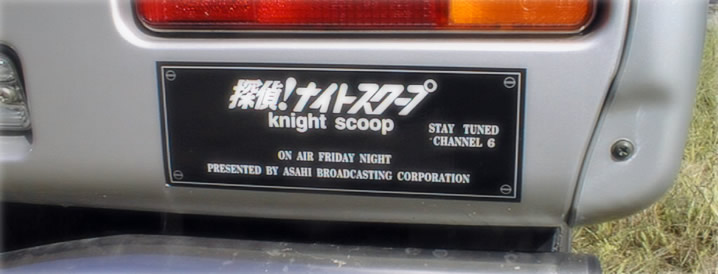 探偵!ナイトスクープ
knight scoop
STAY TUNED
CHANNEL 6
ON AIR FRIDAY NIGHT
PRESENTED BY ASAHI BROADCASTING CORPORATION